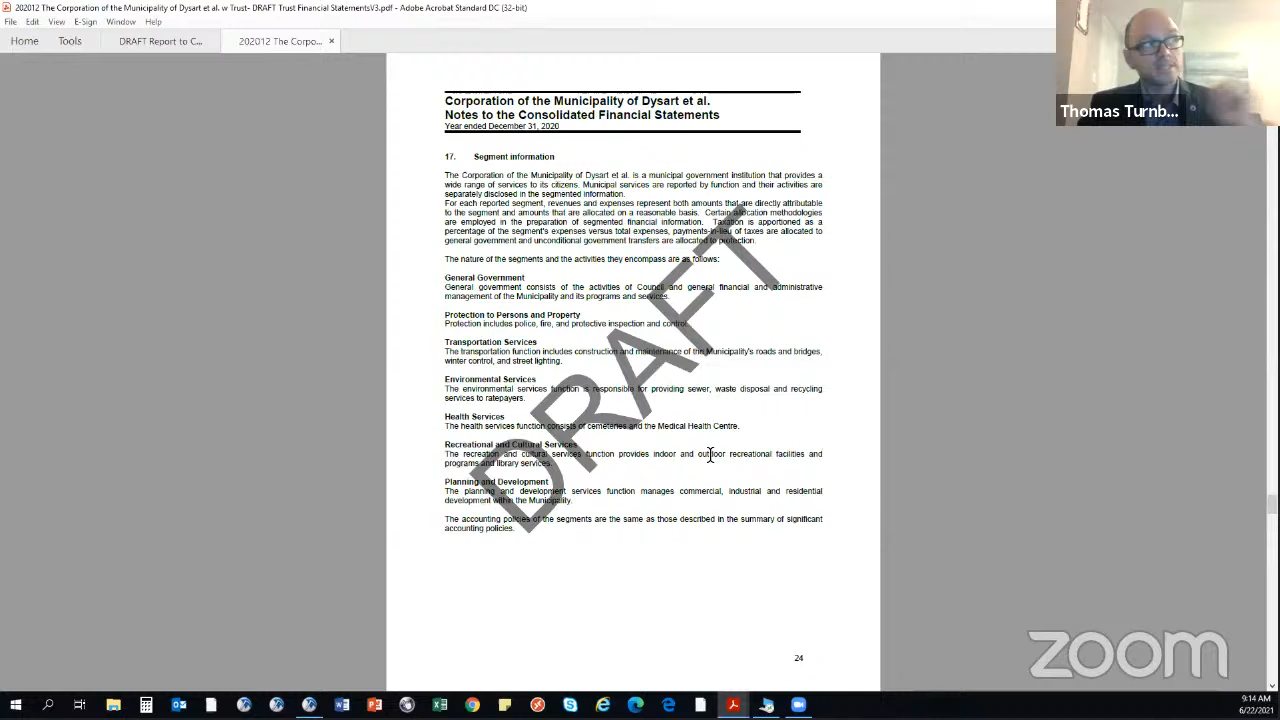 202012 The Corporation of the Municipality of Dysart et al. w Trust- DRAFT Trust Financial StatementsV3.pdf - Adobe Acrobat Standard DC (32-bit)
File Edit View E-Sign Window Help
Home Tools DRAFT Report to C... 202012 The Corpo... ×
Thomas Turnb...
Corporation of the Municipality of Dysart et al.
Notes to the Consolidated Financial Statements
Year ended December 31, 2020
17. Segment information
The Corporation of the Municipality of Dysart et al. is a municipal government institution that provides a
wide range of services to its citizens. Municipal services are reported by function and their activities are
separately disclosed in the segmented information.
For each reported segment, revenues and expenses represent both amounts that are directly attributable
to the segment and amounts that are allocated on a reasonable basis. Certain allocation methodologies
are employed in the preparation of segmented financial information. Taxation is apportioned as a
percentage of the segment's expenses versus total expenses, payments-in-lieu of taxes are allocated to
general government and unconditional government transfers are allocated to protection.
The nature of the segments and the activities they encompass are as follows:
General Government
General government consists of the activities of Council and general financial and administrative
management of the Municipality and its programs and services.
Protection to Persons and Property
Protection includes police, fire, and protective inspection and control.
Transportation Services
The transportation function includes construction and maintenance of the Municipality's roads and bridges,
winter control, and street lighting.
Environmental Services
The environmental services function is responsible for providing sewer, waste disposal and recycling
services to ratepayers.
Health Services
The health services function consists of cemeteries and the Medical Health Centre.
Recreational and Cultural Services
The recreation and cultural services function provides indoor and outdoor recreational facilities and
programs and library services.
Planning and Development
The planning and development services function manages commercial, industrial and residential
development within the Municipality.
The accounting policies of the segments are the same as those described in the summary of significant
accounting policies.
DRAFT
24
zoom
9:14 AM
6/22/2021